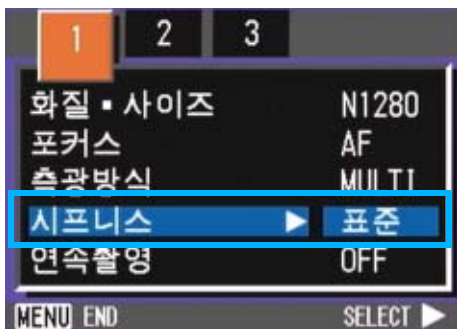 1 2 3
화질▪사이즈 N1280
포커스 AF
측광방식 MULTI
시프니스 ▶ 표준
연속촬영 OFF
MENU END SELECT ▶